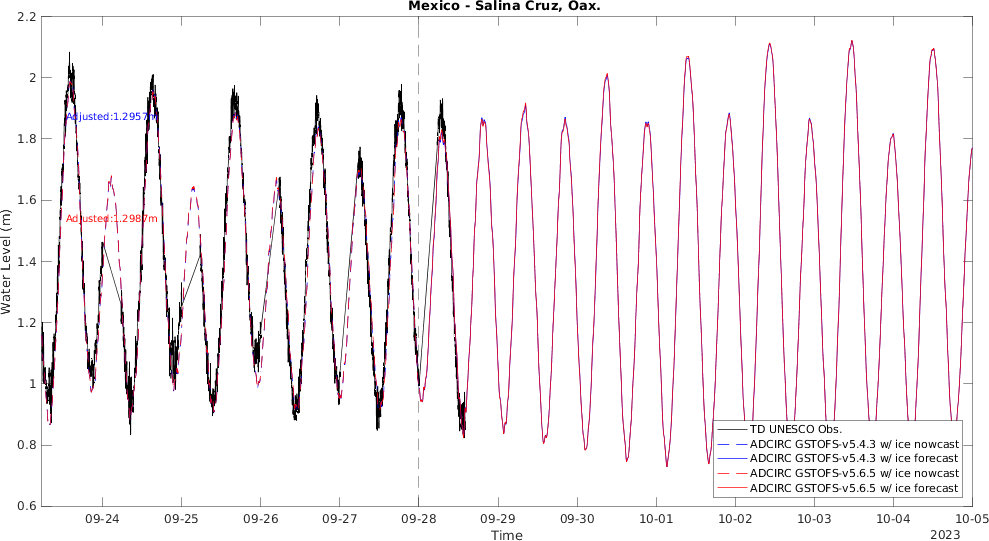 Mexico - Salina Cruz, Oax.
2.2
2
1.8
1.6
1.4
1.2
1
0.8
0.6
Water Level (m)
Adjusted:1.2957m
Adjusted:1.2987m
TD UNESCO Obs.
ADCIRC GSTOFS-v5.4.3 w/ ice nowcast
ADCIRC GSTOFS-v5.4.3 w/ ice forecast
ADCIRC GSTOFS-v5.6.5 w/ ice nowcast
ADCIRC GSTOFS-v5.6.5 w/ ice forecast
09-24 09-25 09-26 09-27 09-28 09-29 09-30 10-01 10-02 10-03 10-04 10-05
Time
2023